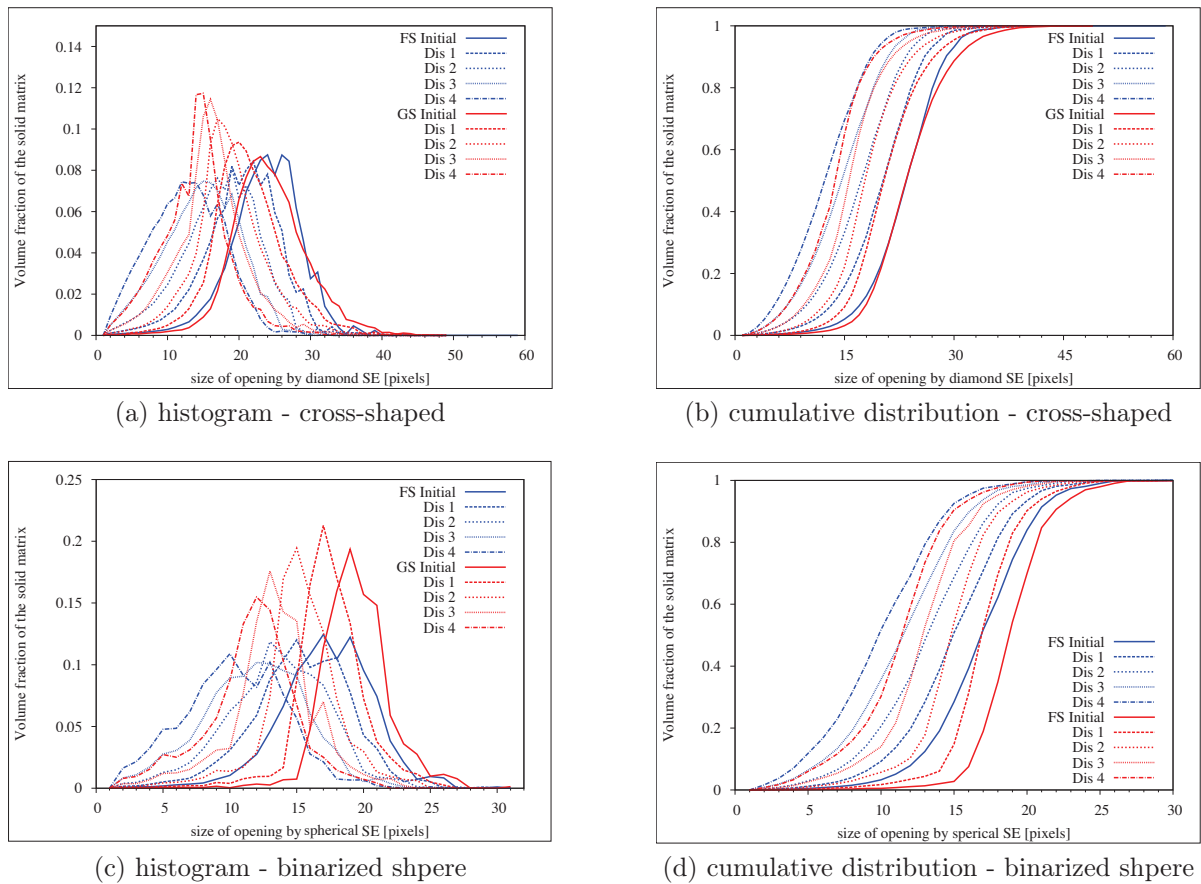 Volume fraction of the solid matrix
0.14
0.12
0.1
0.08
0.06
0.04
0.02
0
0 10 20 30 40 50 60
size of opening by diamond SE [pixels]
FS Initial
Dis 1
Dis 2
Dis 3
Dis 4
GS Initial
Dis 1
Dis 2
Dis 3
Dis 4
(a) histogram - cross-shaped
Volume fraction of the solid matrix
1
0.8
0.6
0.4
0.2
0
0 15 30 45 60
size of opening by diamond SE [pixels]
FS Initial
Dis 1
Dis 2
Dis 3
Dis 4
GS Initial
Dis 1
Dis 2
Dis 3
Dis 4
(b) cumulative distribution - cross-shaped
Volume fraction of the solid matrix
0.25
0.2
0.15
0.1
0.05
0
0 5 10 15 20 25 30
size of opening by spherical SE [pixels]
FS Initial
Dis 1
Dis 2
Dis 3
Dis 4
GS Initial
Dis 1
Dis 2
Dis 3
Dis 4
(c) histogram - binarized shpere
Volume fraction of the solid matrix
1
0.8
0.6
0.4
0.2
0
0 5 10 15 20 25 30
size of opening by sperical SE [pixels]
FS Initial
Dis 1
Dis 2
Dis 3
Dis 4
FS Initial
Dis 1
Dis 2
Dis 3
Dis 4
(d) cumulative distribution - binarized shpere